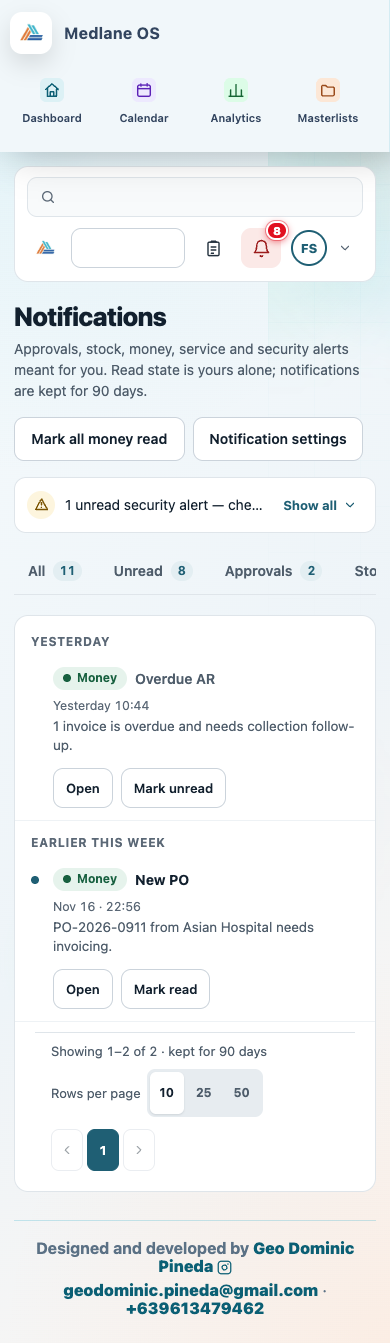 Medlane OS
Dashboard
Calendar
Analytics
Masterlists
8
FS
Notifications
Approvals, stock, money, service and security alerts
meant for you. Read state is yours alone; notifications
are kept for 90 days.
Mark all money read
Notification settings
1 unread security alert — che...
Show all
All 11
Unread 8
Approvals 2
Sto
YESTERDAY
Money
Overdue AR
Yesterday 10:44
1 invoice is overdue and needs collection follow-
up.
Open
Mark unread
EARLIER THIS WEEK
Money
New PO
Nov 16 · 22:56
PO-2026-0911 from Asian Hospital needs
invoicing.
Open
Mark read
Showing 1–2 of 2 · kept for 90 days
Rows per page
10
25
50
1
Designed and developed by Geo Dominic
Pineda
geodominic.pineda@gmail.com ·
+639613479462